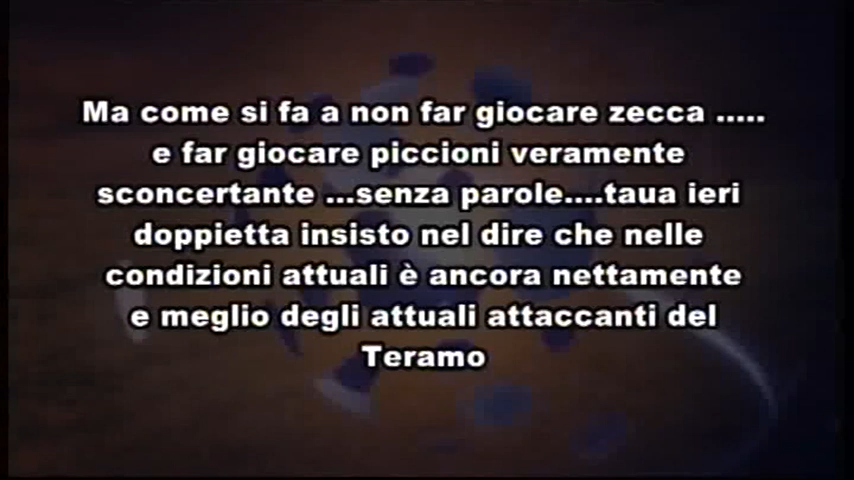 Ma come si fa a non far giocare zecca .....
e far giocare piccioni veramente
sconcertante ...senza parole....taua ieri
doppietta insisto nel dire che nelle
condizioni attuali è ancora nettamente
e meglio degli attuali attaccanti del
Teramo